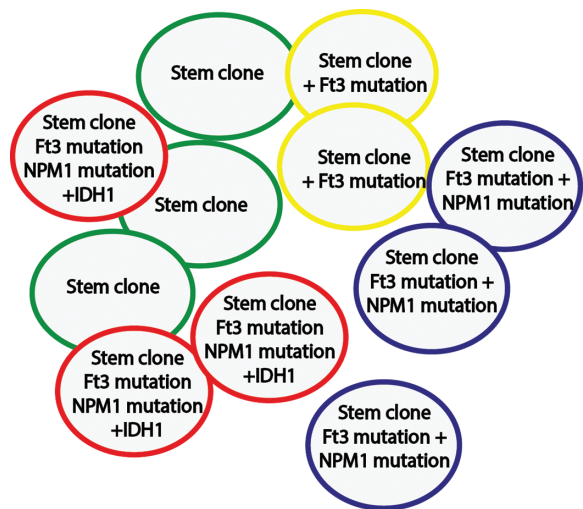 Stem clone
Stem clone
+ Ft3 mutation
Stem clone
Ft3 mutation
NPM1 mutation
+IDH1
Stem clone
+ Ft3 mutation
Stem clone
Ft3 mutation +
NPM1 mutation
Stem clone
Stem clone
Ft3 mutation +
NPM1 mutation
Stem clone
Stem clone
Ft3 mutation
NPM1 mutation
+IDH1
Stem clone
Ft3 mutation
NPM1 mutation
+IDH1
Stem clone
Ft3 mutation +
NPM1 mutation